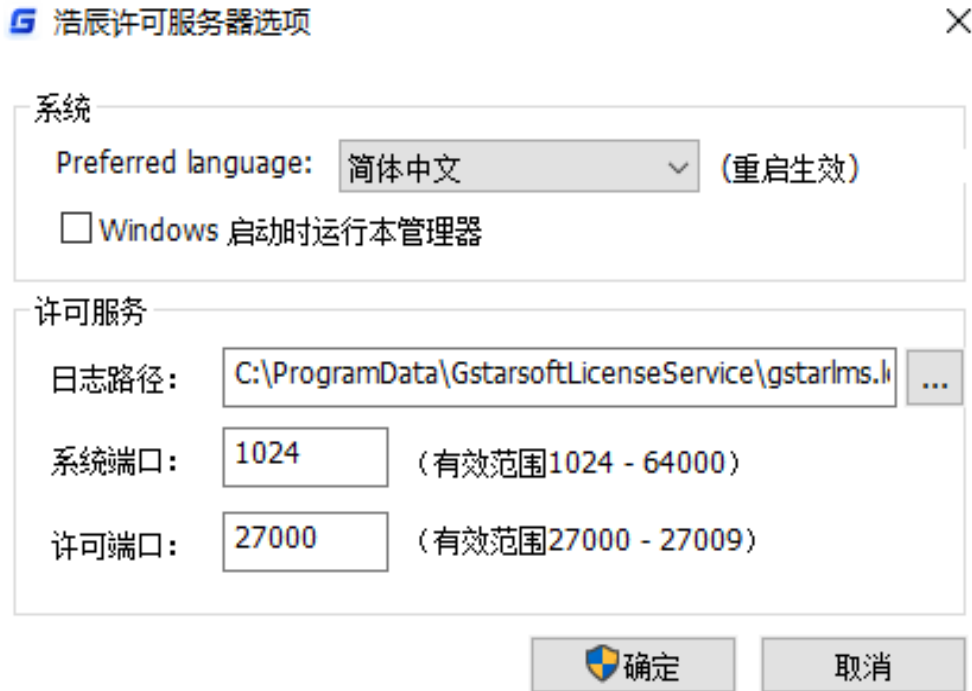 浩辰许可服务器选项
系统
Preferred language: 简体中文 (重启生效)
Windows 启动时运行本管理器
许可服务
日志路径: C:\ProgramData\GstarsoftLicenseService\gstarlms.l ...
系统端口: 1024 （有效范围1024 - 64000）
许可端口: 27000 （有效范围27000 - 27009）
确定 取消